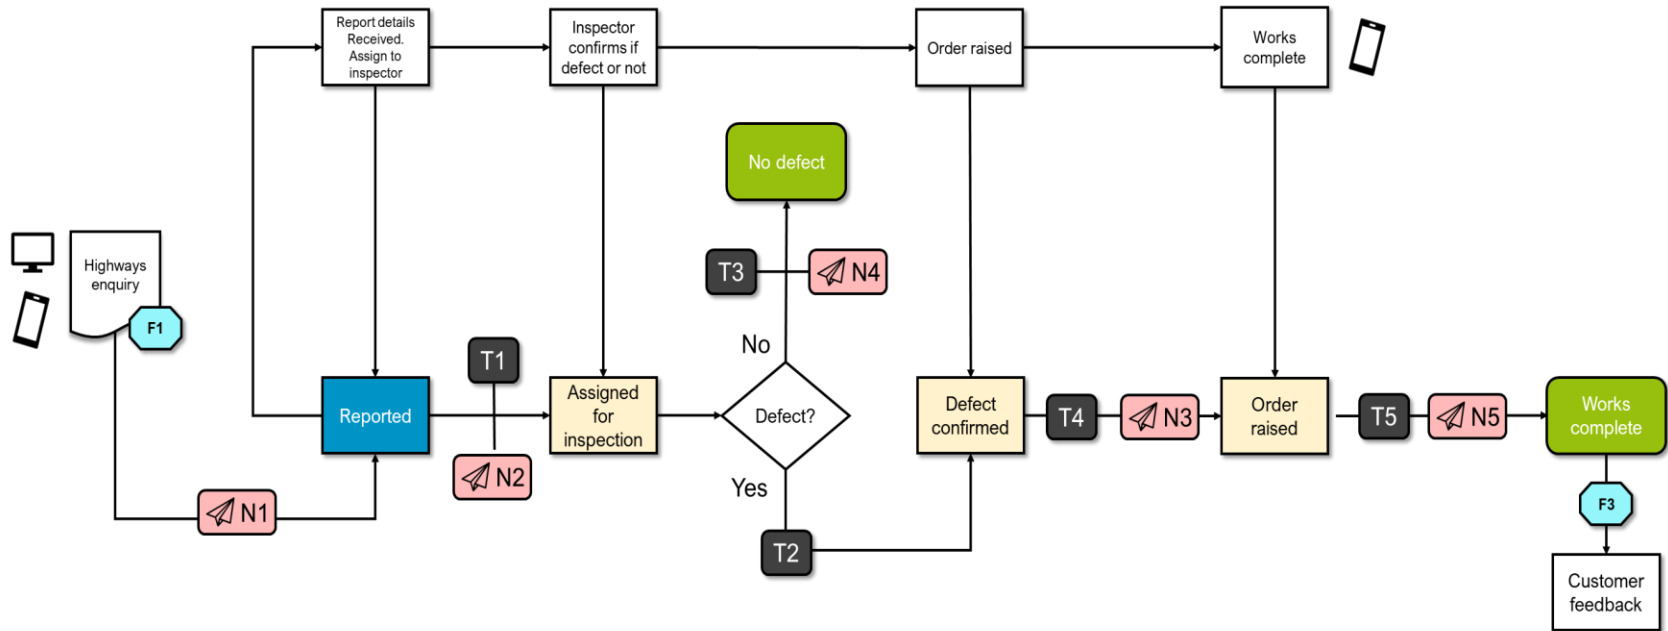 Report details
Received.
Assign to
inspector
Inspector
confirms if
defect or not
Order raised
Works
complete
No defect
Highways
enquiry
F1
T3
N4
No
T1
Reported
Assigned
for
inspection
Defect?
Defect
confirmed
T4
N3
Order
raised
T5
N5
Works
complete
N2
Yes
N1
T2
F3
Customer
feedback